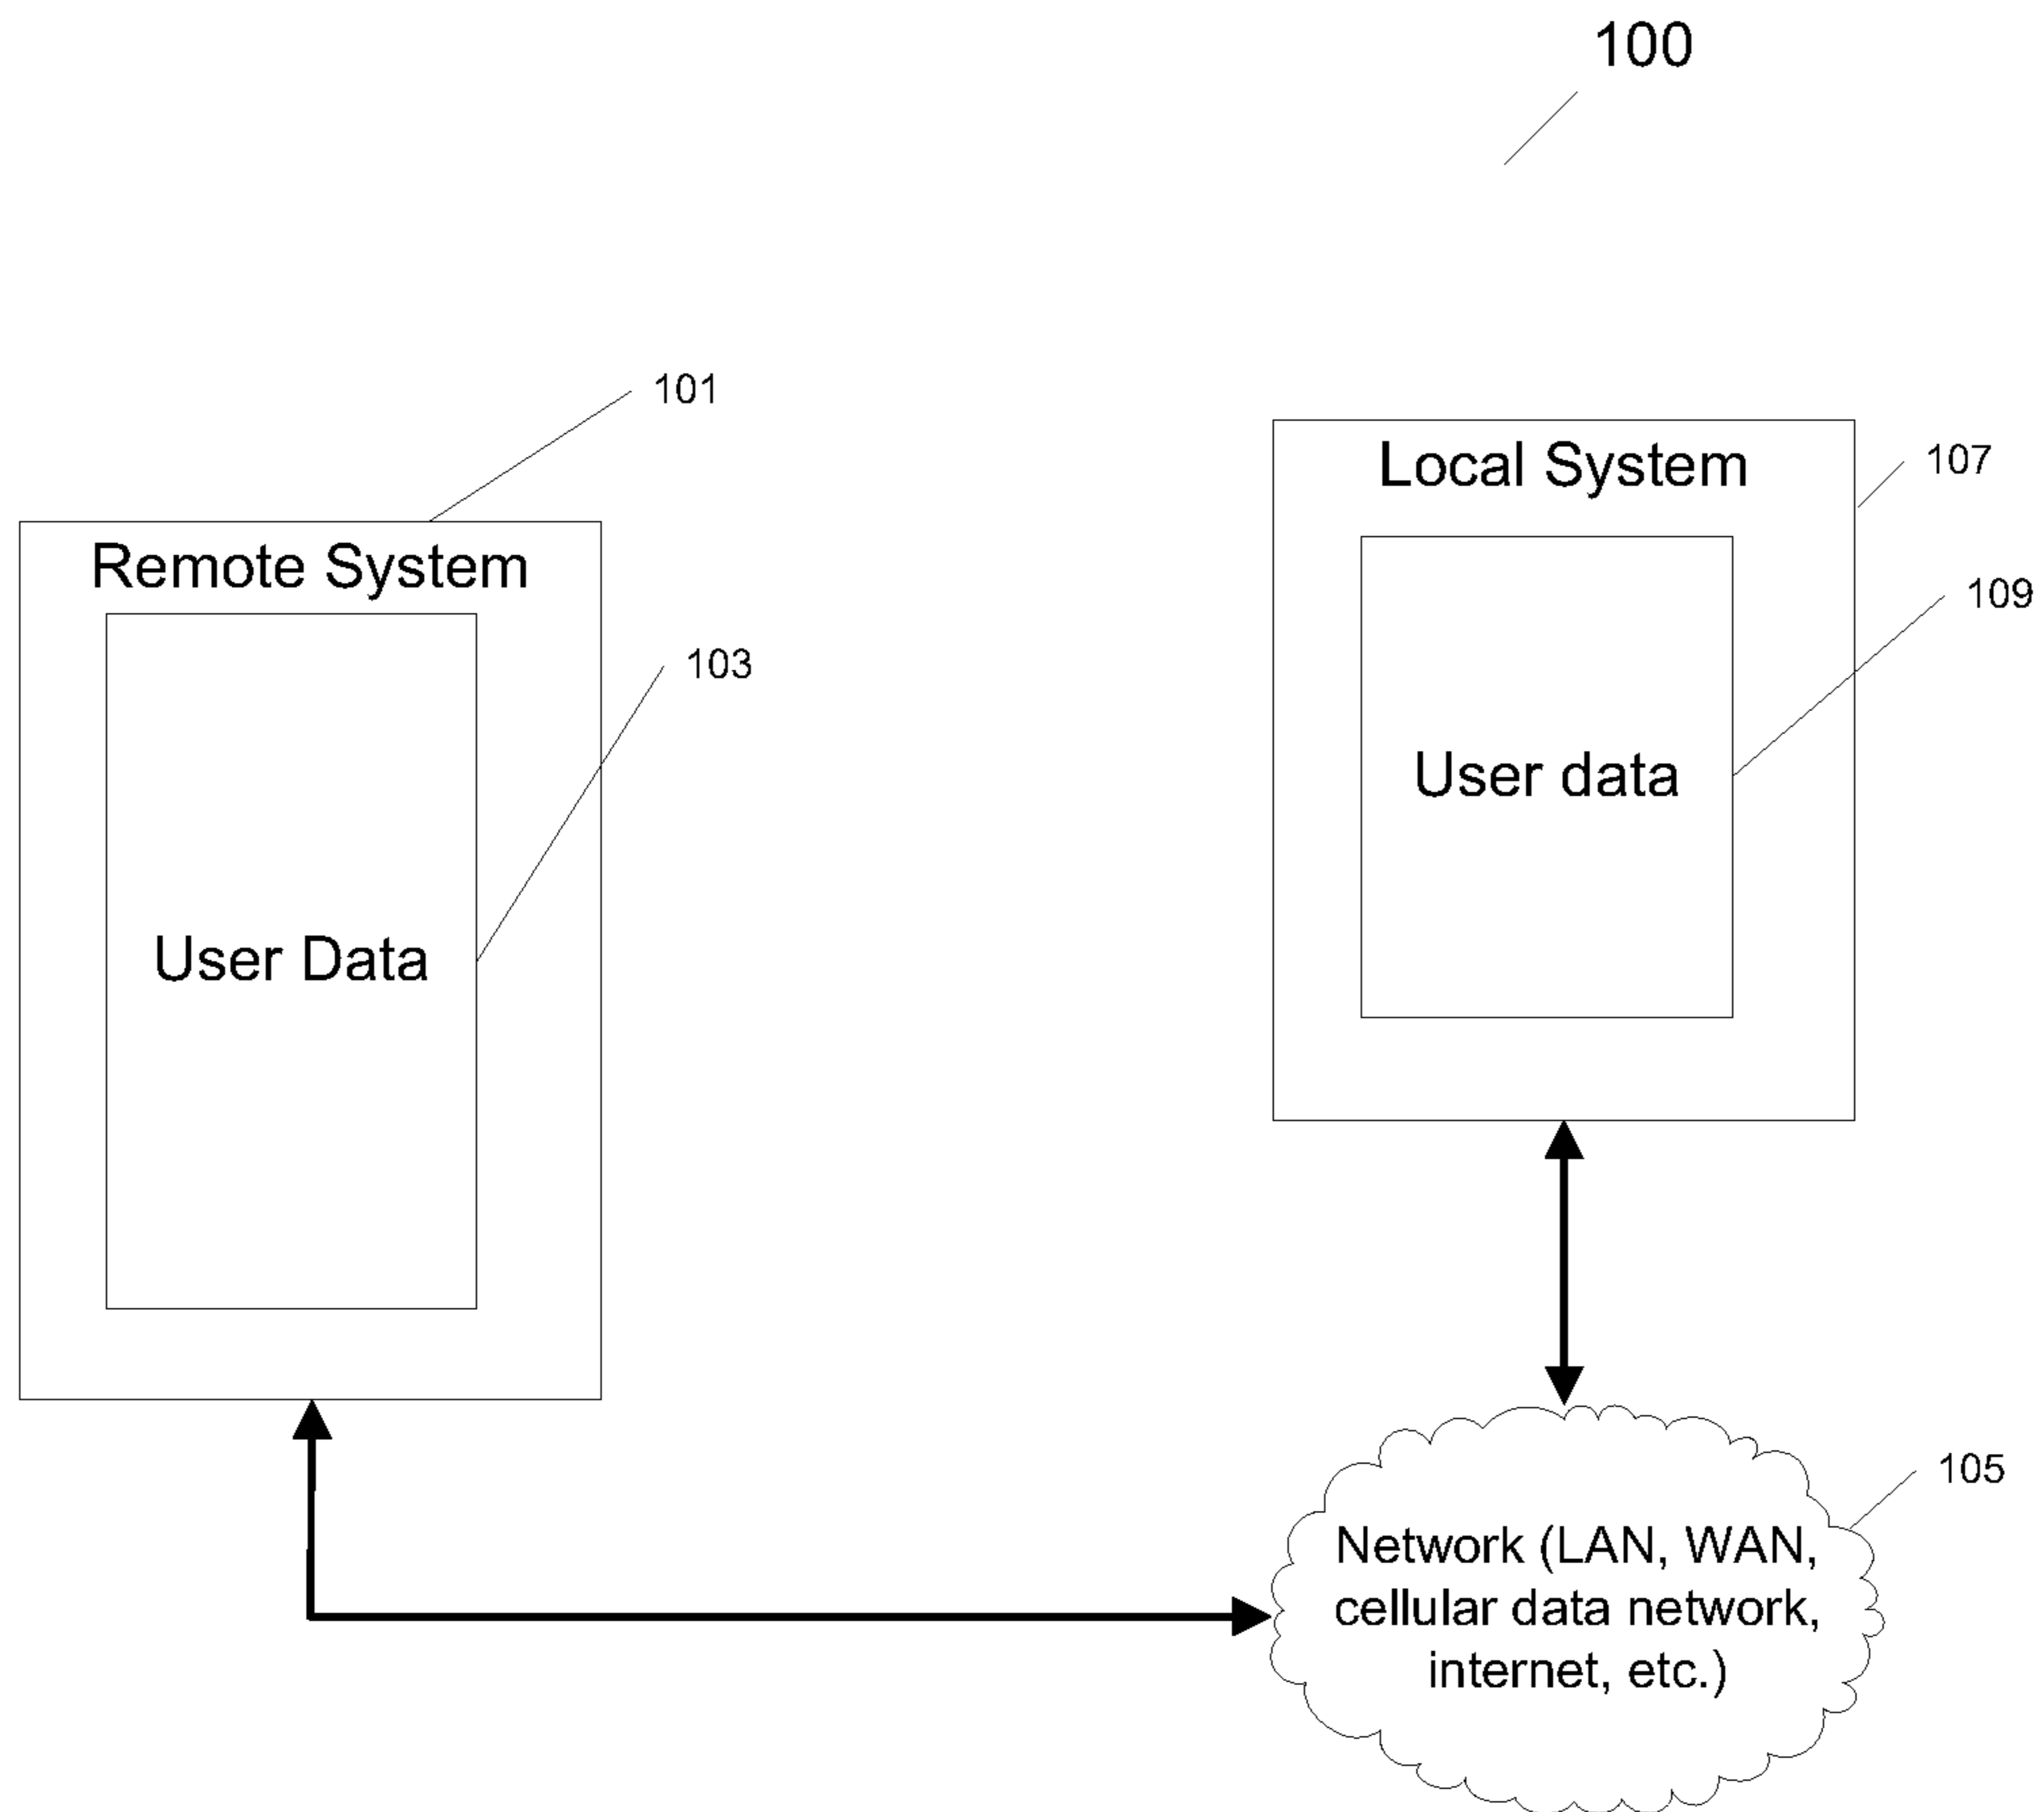 100
101
Local System
107
Remote System
109
103
User data
User Data
105
Network (LAN, WAN,
cellular data network,
internet, etc.)